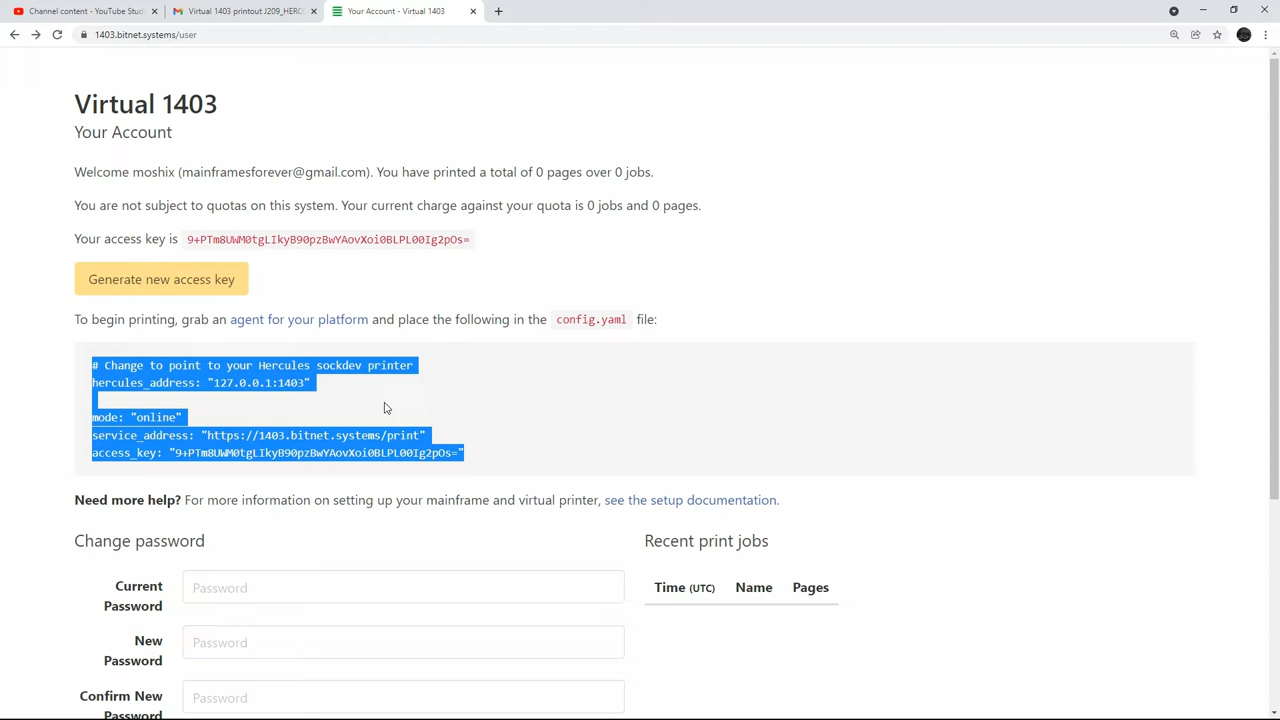 Channel content - YouTube Studi
Virtual 1403 printout J209_HERC
Your Account - Virtual 1403
1403.bitnet.systems/user
Virtual 1403
Your Account
Welcome moshix (mainframesforever@gmail.com). You have printed a total of 0 pages over 0 jobs.
You are not subject to quotas on this system. Your current charge against your quota is 0 jobs and 0 pages.
Your access key is 9+PTm8UWM0tgLIkyB90pzBwYAovXoi0BLPL00Ig2pOs=
Generate new access key
To begin printing, grab an agent for your platform and place the following in the config.yaml file:
# Change to point to your Hercules sockdev printer
hercules_address: "127.0.0.1:1403"
mode: "online"
service_address: "https://1403.bitnet.systems/print"
access_key: "9+PTm8UWM0tgLIkyB90pzBwYAovXoi0BLPL00Ig2pOs="
Need more help? For more information on setting up your mainframe and virtual printer, see the setup documentation.
Change password
Current Password
Password
New Password
Password
Confirm New Password
Password
Recent print jobs
Time (UTC) Name Pages